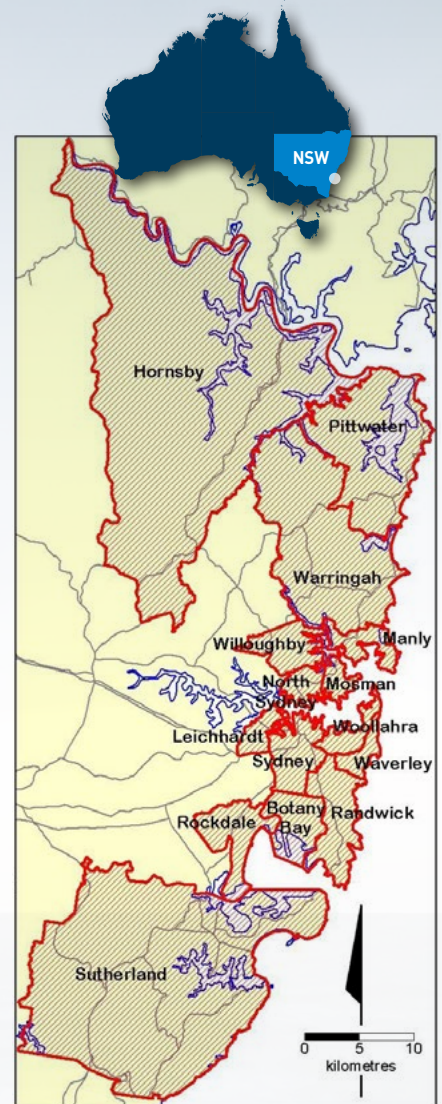 NSW
Hornsby
Pittwater
Warringah
Willoughby
Manly
North
Sydney
Mosman
Leichhardt
Woollahra
Sydney
Waverley
Botany
Bay
Randwick
Rockdale
Sutherland
0 5 10
kilometres